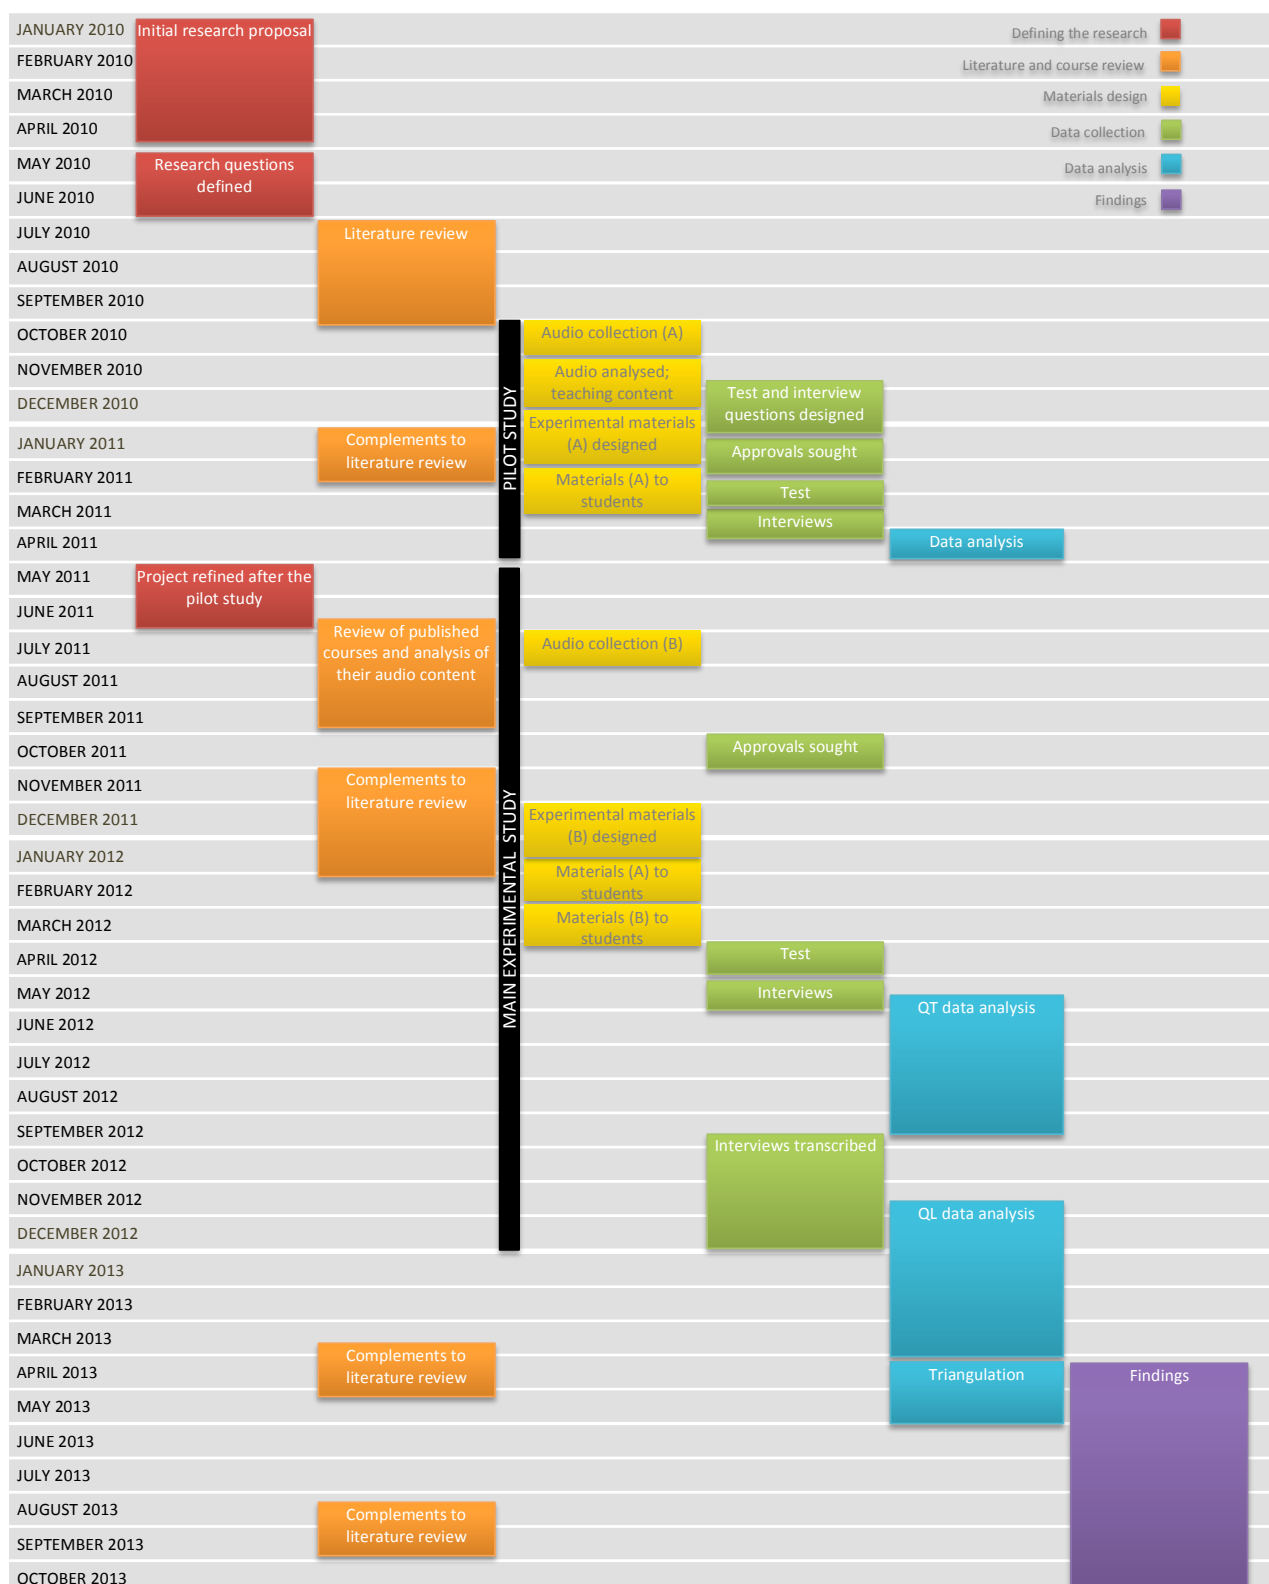 JANUARY 2010
Initial research proposal
Defining the research
FEBRUARY 2010
Literature and course review
MARCH 2010
Materials design
APRIL 2010
Data collection
MAY 2010
Research questions
defined
Data analysis
JUNE 2010
Findings
JULY 2010
Literature review
AUGUST 2010
SEPTEMBER 2010
PILOT STUDY
OCTOBER 2010
Audio collection (A)
NOVEMBER 2010
Audio analysed;
teaching content
DECEMBER 2010
Test and interview
questions designed
Experimental materials
(A) designed
JANUARY 2011
Complements to
literature review
Approvals sought
FEBRUARY 2011
Materials (A) to
students
Test
MARCH 2011
Interviews
APRIL 2011
Data analysis
MAIN EXPERIMENTAL STUDY
MAY 2011
Project refined after the
pilot study
JUNE 2011
Review of published
courses and analysis of
their audio content
JULY 2011
Audio collection (B)
AUGUST 2011
SEPTEMBER 2011
OCTOBER 2011
Approvals sought
NOVEMBER 2011
Complements to
literature review
DECEMBER 2011
Experimental materials
(B) designed
JANUARY 2012
Materials (A) to
students
FEBRUARY 2012
MARCH 2012
Materials (B) to
students
APRIL 2012
Test
MAY 2012
Interviews
QT data analysis
JUNE 2012
JULY 2012
AUGUST 2012
SEPTEMBER 2012
Interviews transcribed
OCTOBER 2012
NOVEMBER 2012
QL data analysis
DECEMBER 2012
JANUARY 2013
FEBRUARY 2013
MARCH 2013
Complements to
literature review
APRIL 2013
Triangulation
Findings
MAY 2013
JUNE 2013
JULY 2013
AUGUST 2013
Complements to
literature review
SEPTEMBER 2013
OCTOBER 2013